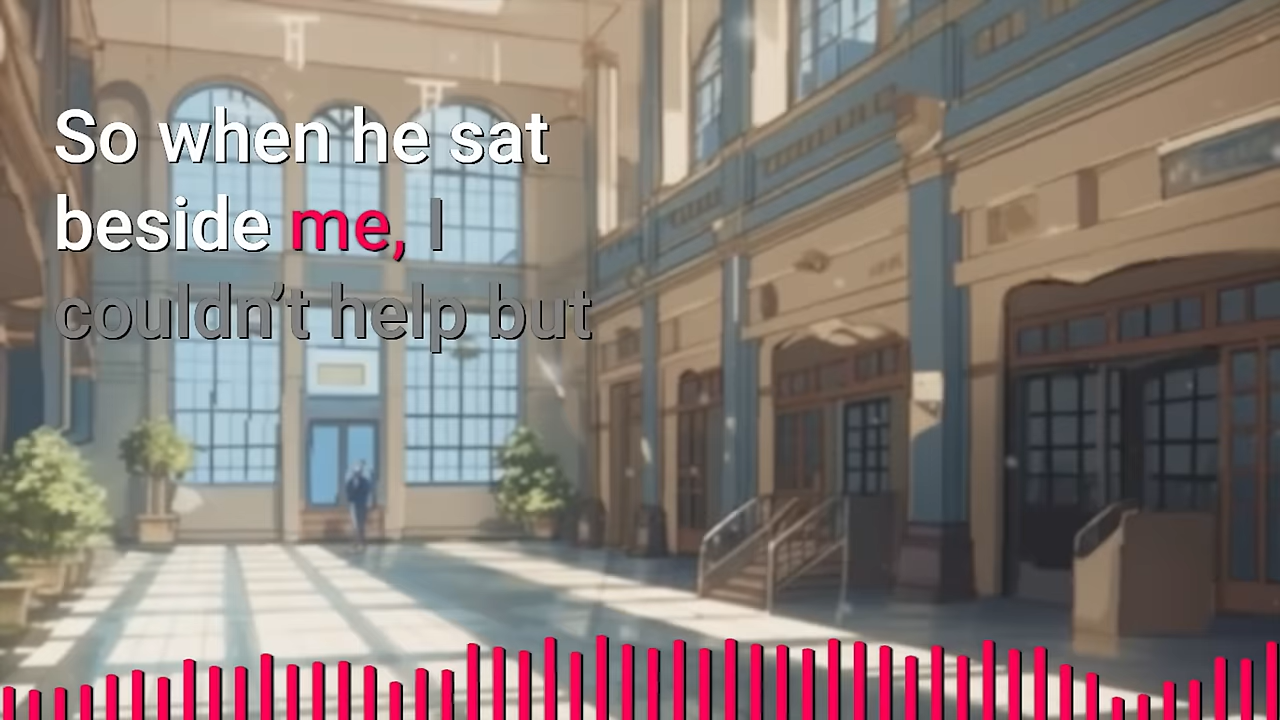 So when he sat
beside me, I
couldn’t help but